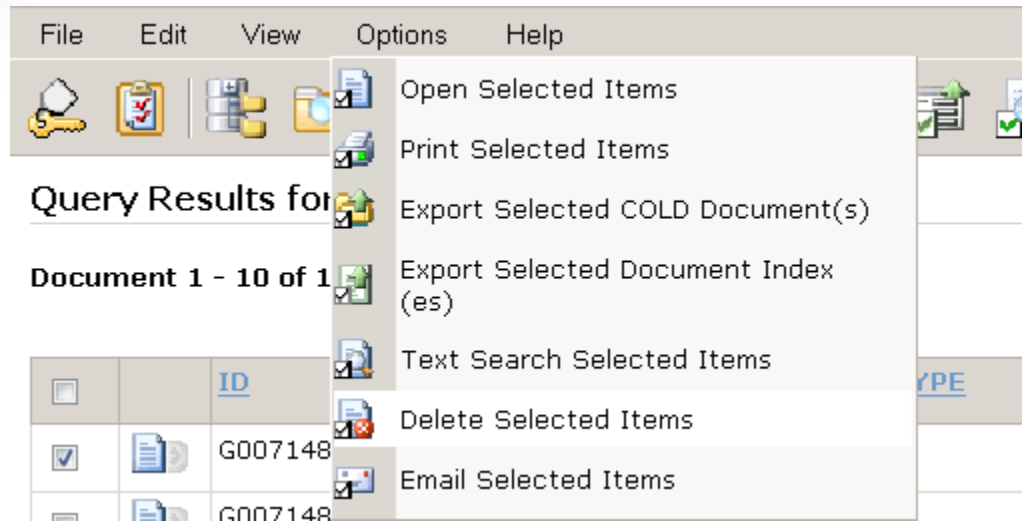 File Edit View Options Help
Open Selected Items
Print Selected Items
Query Results for
Export Selected COLD Document(s)
Document 1 - 10 of 1
Export Selected Document Index
(es)
Text Search Selected Items
ID
Delete Selected Items
G007148
Email Selected Items
G007148